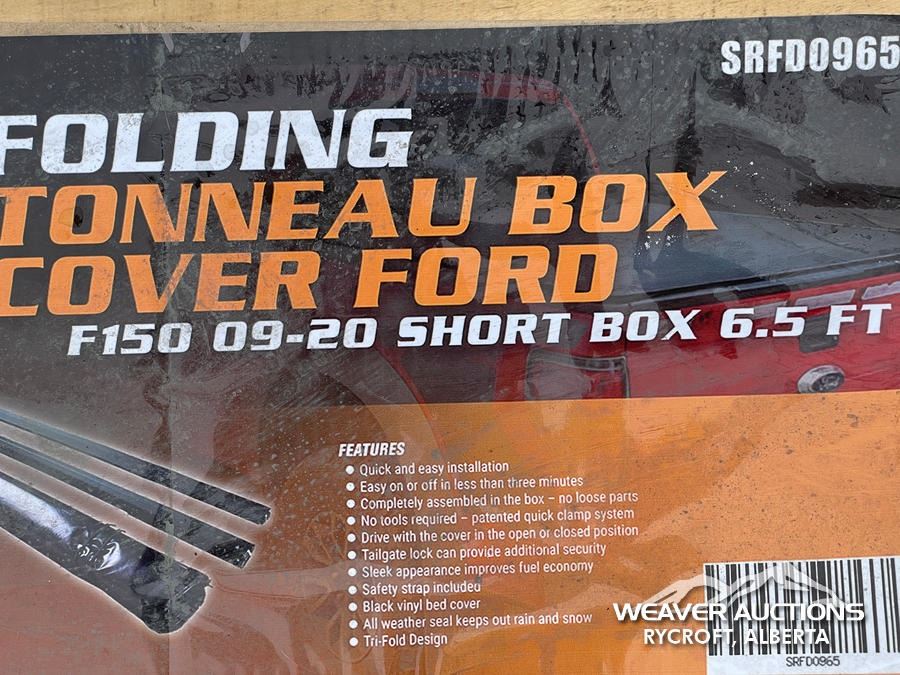 SRFD0965
FOLDING
TONNEAU BOX
COVER FORD
F150 09-20 SHORT BOX 6.5 FT
FEATURES
● Quick and easy installation
● Easy on or off in less than three minutes
● Completely assembled in the box – no loose parts
● No tools required – patented quick clamp system
● Drive with the cover in the open or closed position
● Tailgate lock can provide additional security
● Sleek appearance improves fuel economy
● Safety strap included
● Black vinyl bed cover
● All weather seal keeps out rain and snow
● Tri-Fold Design
WEAVER AUCTIONS
RYCROFT, ALBERTA
SRFD0965